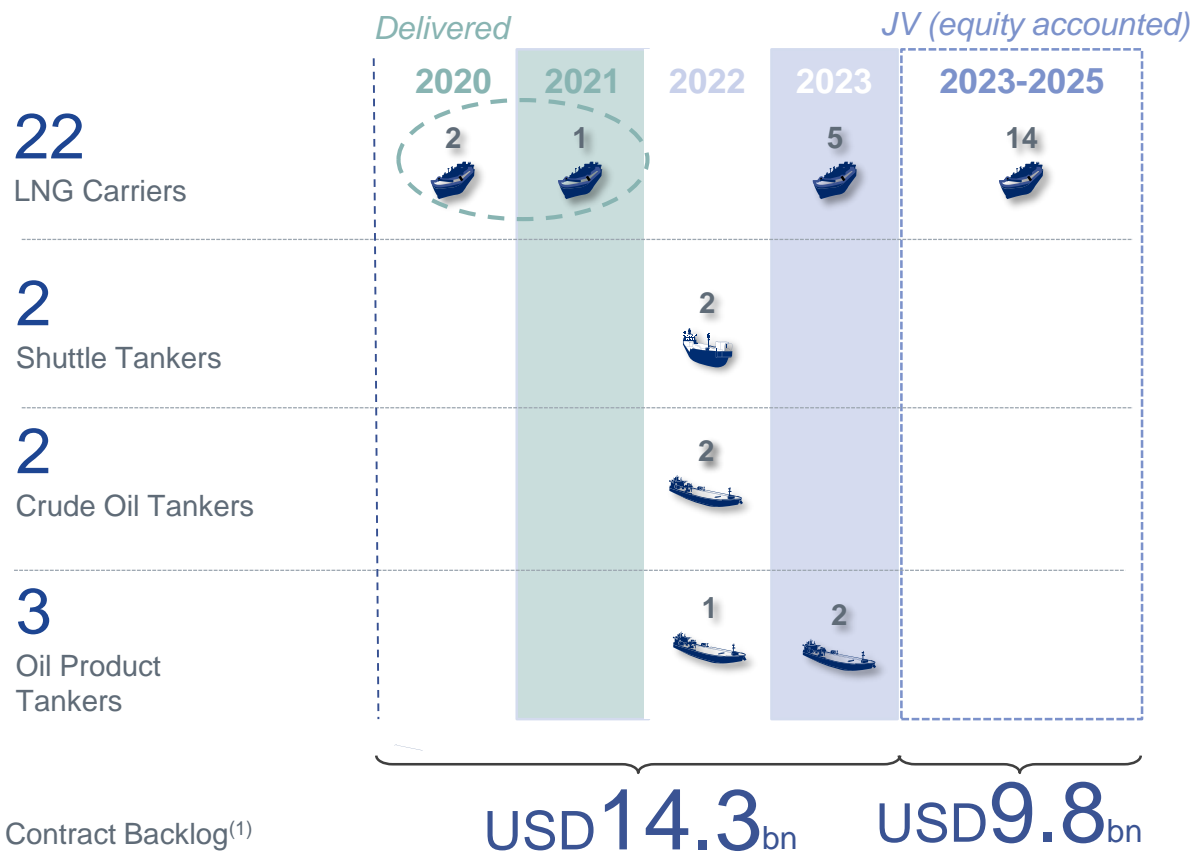 Delivered
JV (equity accounted)
2020 2021 2022 2023 2023-2025
22
LNG Carriers
2 1 5 14
2
Shuttle Tankers
2
2
Crude Oil Tankers
2
3
Oil Product
Tankers
1 2
Contract Backlog(1)
USD14.3bn USD9.8bn